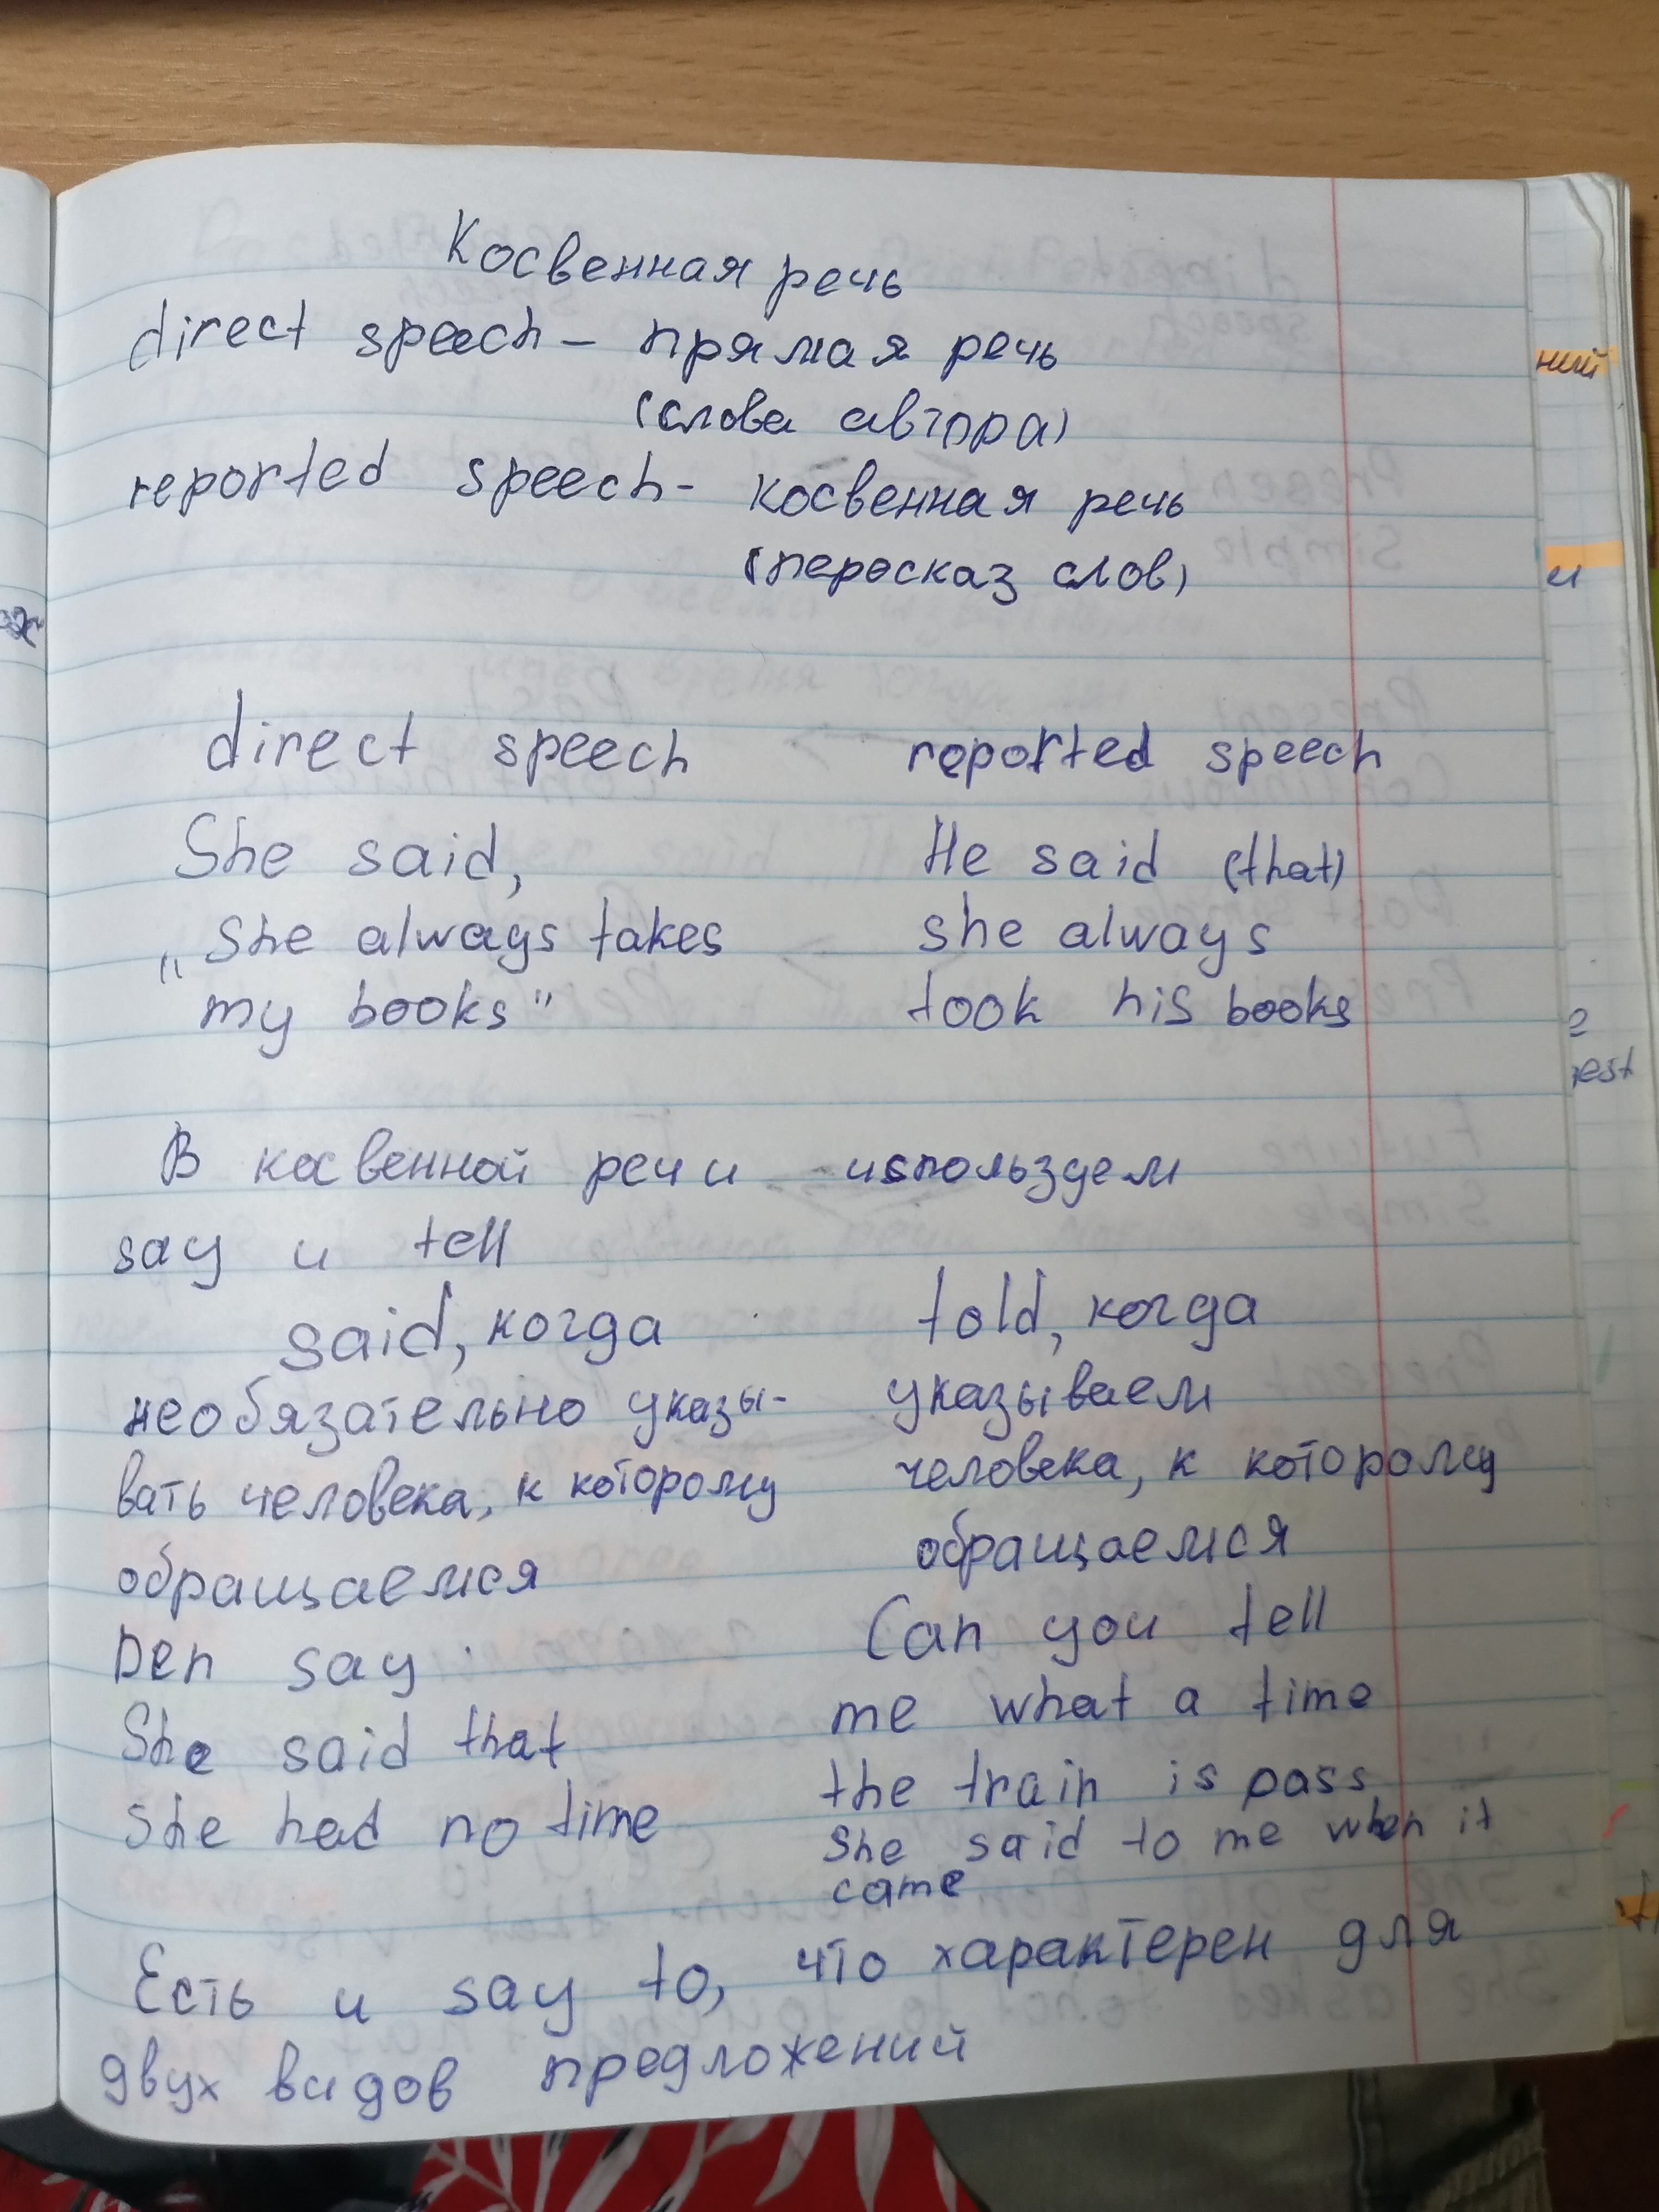 Косвенная речь
direct speech – прямая речь
(слова автора)
reported speech - косвенная речь
(пересказ слов)
direct speech reported speech
She said, He said (that)
„She always takes she always
my books" took his books
В косвенной речи используем
say и tell
said, когда told, когда
необязательно указы- указываем
вать человека, к которому человека, к которому
обращаемся обращаемся
Den say Can you tell
She said that me what a time
she had no time the train is pass
She said to me when it
came
Есть и say to, что характерен для
двух видов предложений
ний
и
е
rest